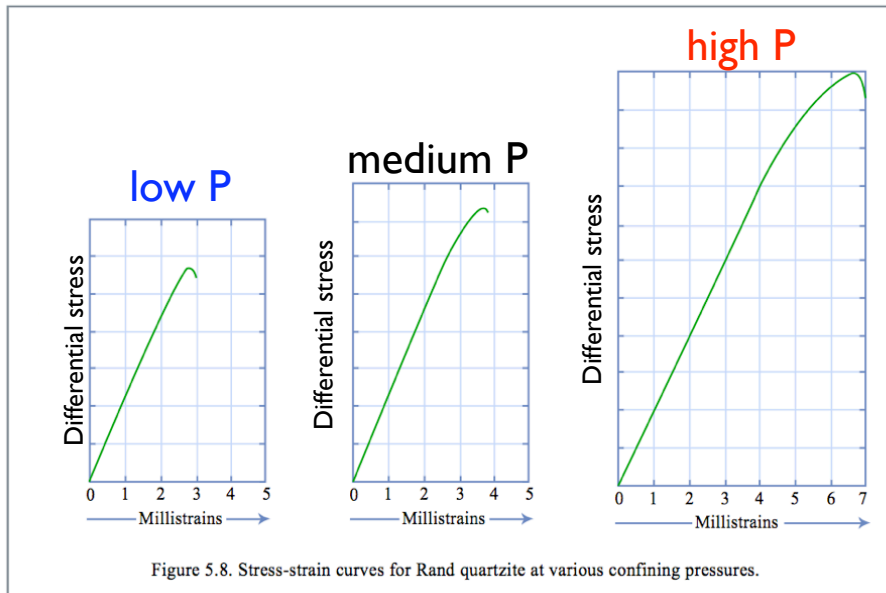 high P
medium P
low P
Differential stress
Differential stress
Differential stress
0 1 2 3 4 5
0 1 2 3 4 5
0 1 2 3 4 5 6 7
Millistrains
Millistrains
Millistrains
Figure 5.8. Stress-strain curves for Rand quartzite at various confining pressures.